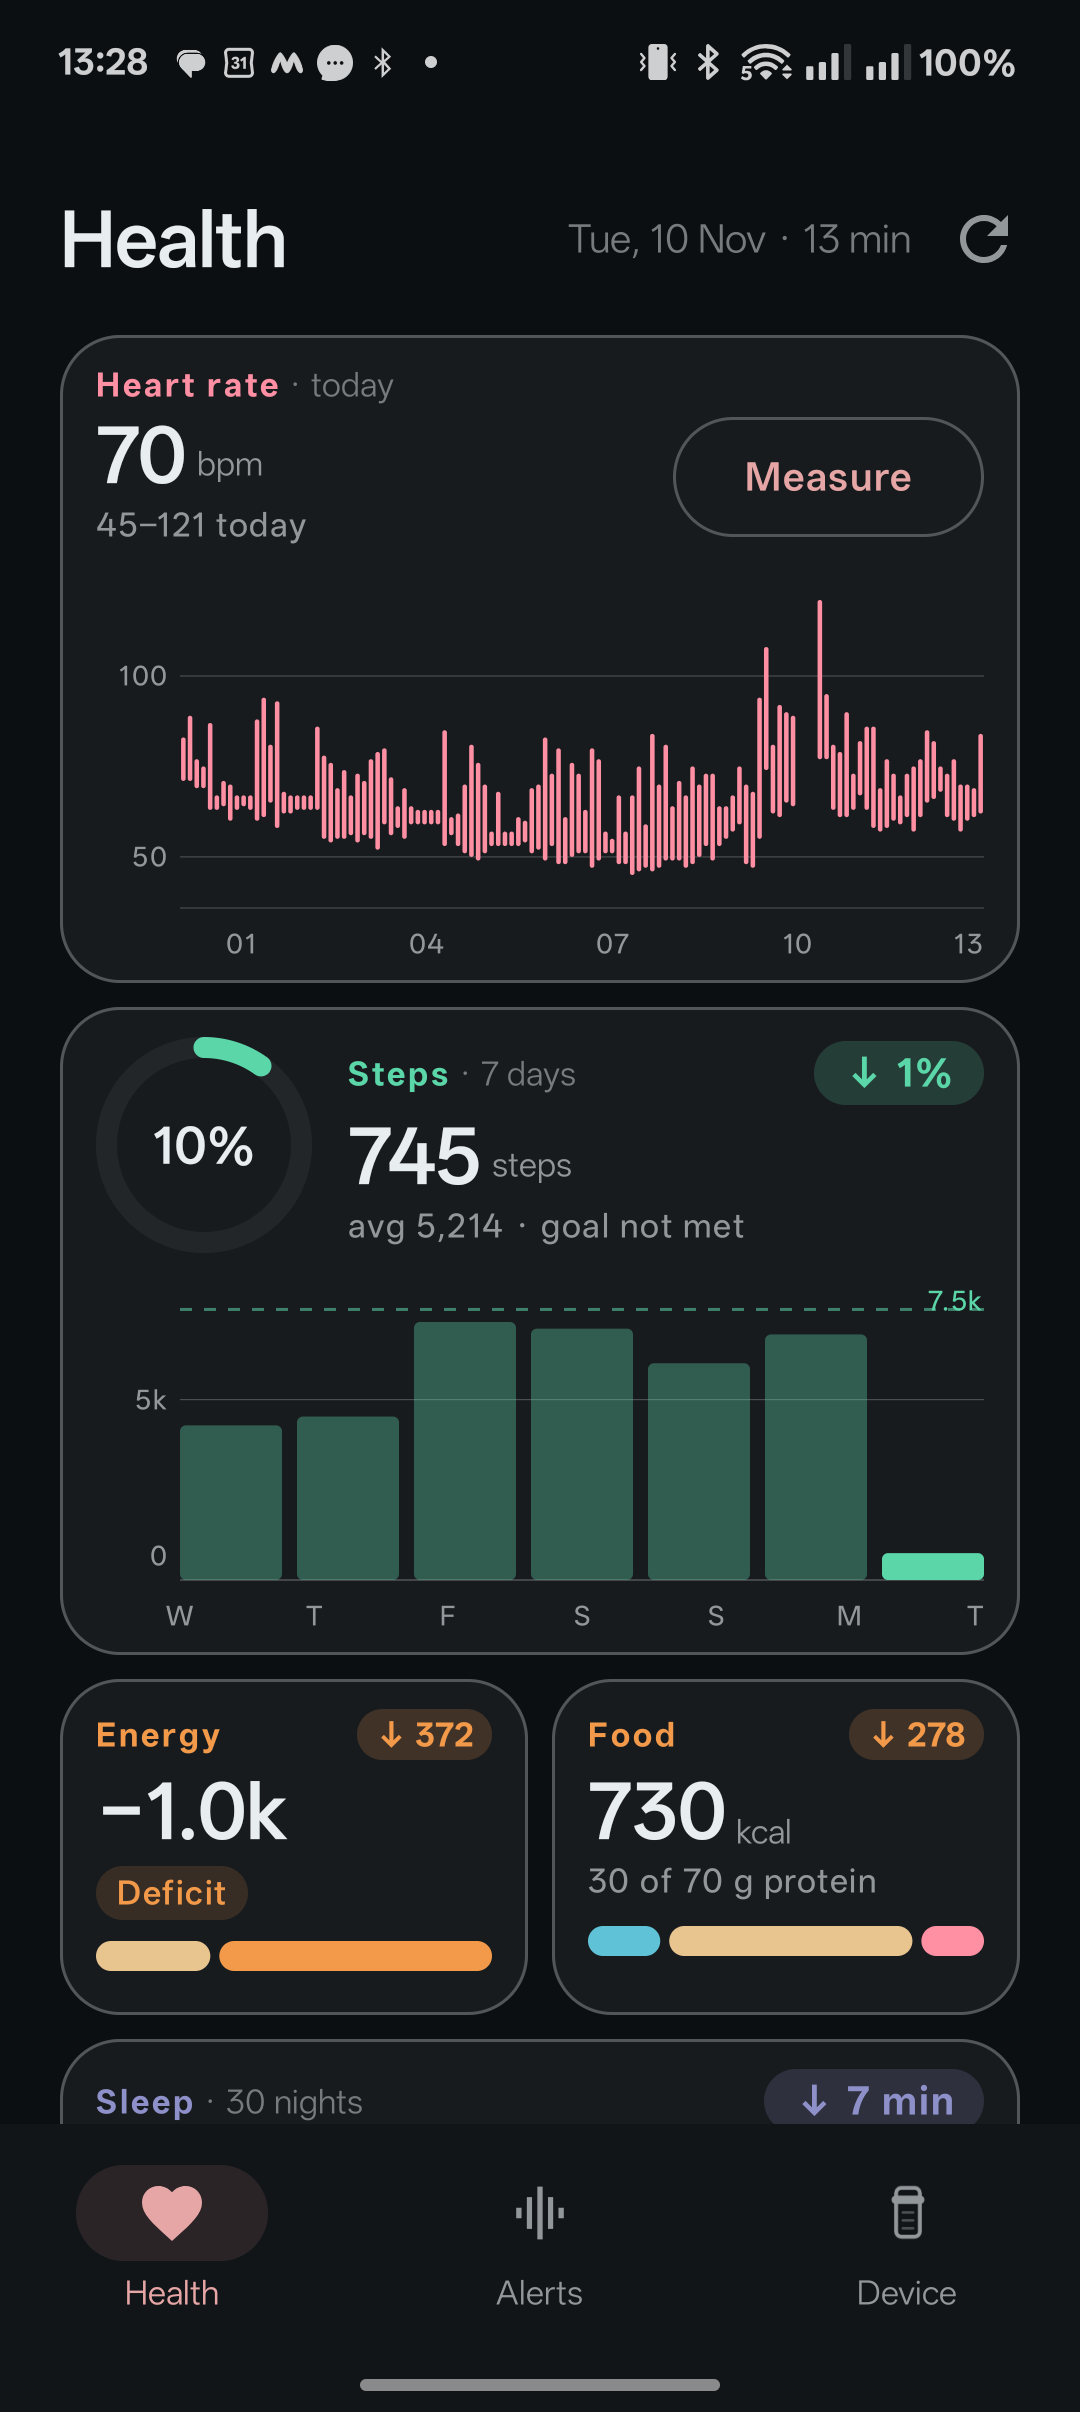 13:28
31
5
100%
Health
Tue, 10 Nov · 13 min
Heart rate · today
70 bpm
45–121 today
Measure
100
50
01 04 07 10 13
10%
Steps · 7 days
↓ 1%
745 steps
avg 5,214 · goal not met
7.5k
5k
0
W T F S S M T
Energy
↓ 372
−1.0k
Deficit
Food
↓ 278
730 kcal
30 of 70 g protein
Sleep · 30 nights
↓ 7 min
Health
Alerts
Device